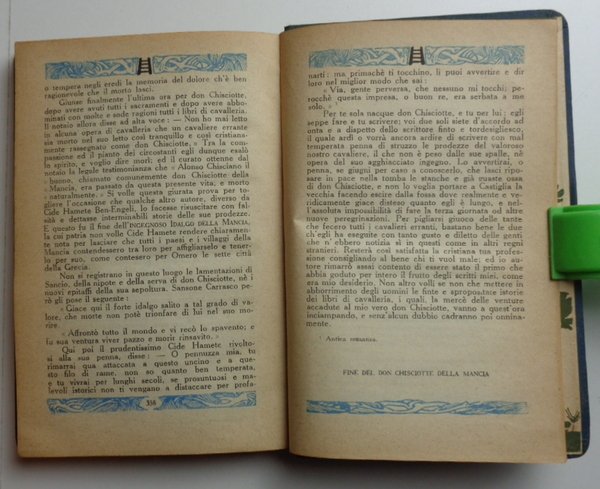 o tempera negli eredi la memoria del dolore ch'è ben
ragionevole che il morto lasci.
Giunse finalmente l'ultima ora per don Chisciotte,
dopo avere avuti tutti i sacramenti e dopo avere abbo-
minati con molte e sode ragioni tutti i libri di cavalleria.
Il notaio allora disse ad alta voce : — Non ho mai letto
in alcuna opera di cavalleria che un cavaliere errante
sia morto nel suo letto così tranquillo e così cristiana-
mente rassegnato come don Chisciotte. » Tra la com-
passione ed il pianto dei circostanti egli dunque esalò
lo spirito, e voglio dire morì; ed il curato ottenne dal
notaio la legale testimonianza che « Alonso Chisciano il
« buono, chiamato comunemente don Chisciotte della
« Mancia, era passato da questa presente vita; e morto
« naturalmente. » Si volle questa giurata prova per to-
gliere l'occasione che qualche altro autore, diverso da
Cide Hamete Ben-Engeli, lo facesse risuscitare con fal-
sità e dettasse interminabili storie delle sue prodezze.
E questo fu il fine dell'INGEGNOSO IDALGO DELLA MANCIA,
di cui patria non volle Cide Hamete rendere chiaramen-
te nota per lasciare che tutti i paesi e i villaggi della
Mancia contendessero tra loro per affigliarselo e tener-
lo per suo, come contesero per Omero le sette città
della Grecia.
Non si registrano in questo luogo le lamentazioni di
Sancio, della nipote e della serva di don Chisciotte, nè i
nuovi epitaffi della sua sepoltura. Sansone Carrasco pe-
rò gli pose il seguente :
« Giace qui il forte idalgo salito a tal grado di va-
lore, che morte non potè trionfar di lui nel suo mo-
rire.
« Affrontò tutto il mondo e vi recò lo spavento; e
fu sua ventura viver pazzo e morir rinsavito. »
Qui poi il prudentissimo Cide Hamete rivolto-
si alla sua penna, disse : — O pennuzza mia, tu
rimarrai qua attaccata a questo uncino e a que-
sto filo di rame, non so quanto ben temperata,
e tu vivrai per lunghi secoli, se prosuntuosi e ma-
levoli istorici non ti vengano a distaccare per profa-
336
narti : ma, primachè ti tocchino, li puoi avvertire e dir
loro nel miglior modo che sai :
« Via, gente perversa, che nessuno mi tocchi; pe-
rocchè questa impresa, o buon re, era serbata a me
solo. » ¹
Per te sola nacque don Chisciotte, e tu per lui : egli
seppe fare e tu scrivere; voi due soli siete d'accordo ad
onta e a dispetto dello scrittore finto e tordesigliesco,
il quale ardì o vorrà ancora ardire di scrivere con mal
temperata penna di struzzo le prodezze del valoroso
nostro cavaliere, il che non è peso dalle sue spalle, nè
opera del suo agghiacciato ingegno. Lo avvertirai, o
penna, se giugni per caso a conoscerlo, che lasci ripo-
sare in pace nella tomba le stanche e già guaste ossa
di don Chisciotte, e non lo voglia portare a Castiglia la
vecchia facendo escire dalla fossa dove realmente e ve-
ridicamente giace disteso quanto egli è lungo, e nel-
l'assoluta impossibilità di fare la terza giornata od altre
nuove peregrinazioni. Per pigliarsi giuoco delle tante
che fecero tutti i cavalieri erranti, bastano bene le due
ch'egli compì con tanto gusto e diletto delle genti
che n'ebbero notizia sì in questi come in altri regni
stranieri. Resterà così satisfatta la cristiana tua profes-
sione consigliando al bene chi ti vuol male; ed io au-
tore rimarrò assai contento di essere stato il primo che
abbia goduto per intero il frutto degli scritti miei, come
era mio desiderio. Non altro volli se non che mettere in
abborrimento degli uomini le finte e spropositate istorie
dei libri di cavalleria, i quali, la mercè delle venture
accadute al mio vero don Chisciotte, vanno a quest'ora
inciampando, e senz'alcun dubbio cadranno poi onnina-
mente.
¹ Antica romanza.
FINE DEL DON CHISCIOTTE DELLA MANCIA